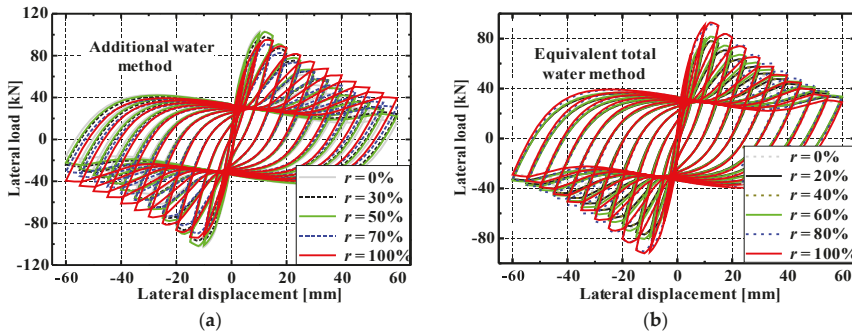 120
80
40
0
-40
-80
-120
Lateral load [kN]
Additional water
method
r = 0%
r = 30%
r = 50%
r = 70%
r = 100%
-60 -40 -20 0 20 40 60
Lateral displacement [mm]
(a)
80
40
0
-40
-80
Lateral load [kN]
Equivalent total
water method
r = 0%
r = 20%
r = 40%
r = 60%
r = 80%
r = 100%
-60 -40 -20 0 20 40 60
Lateral displacement [mm]
(b)